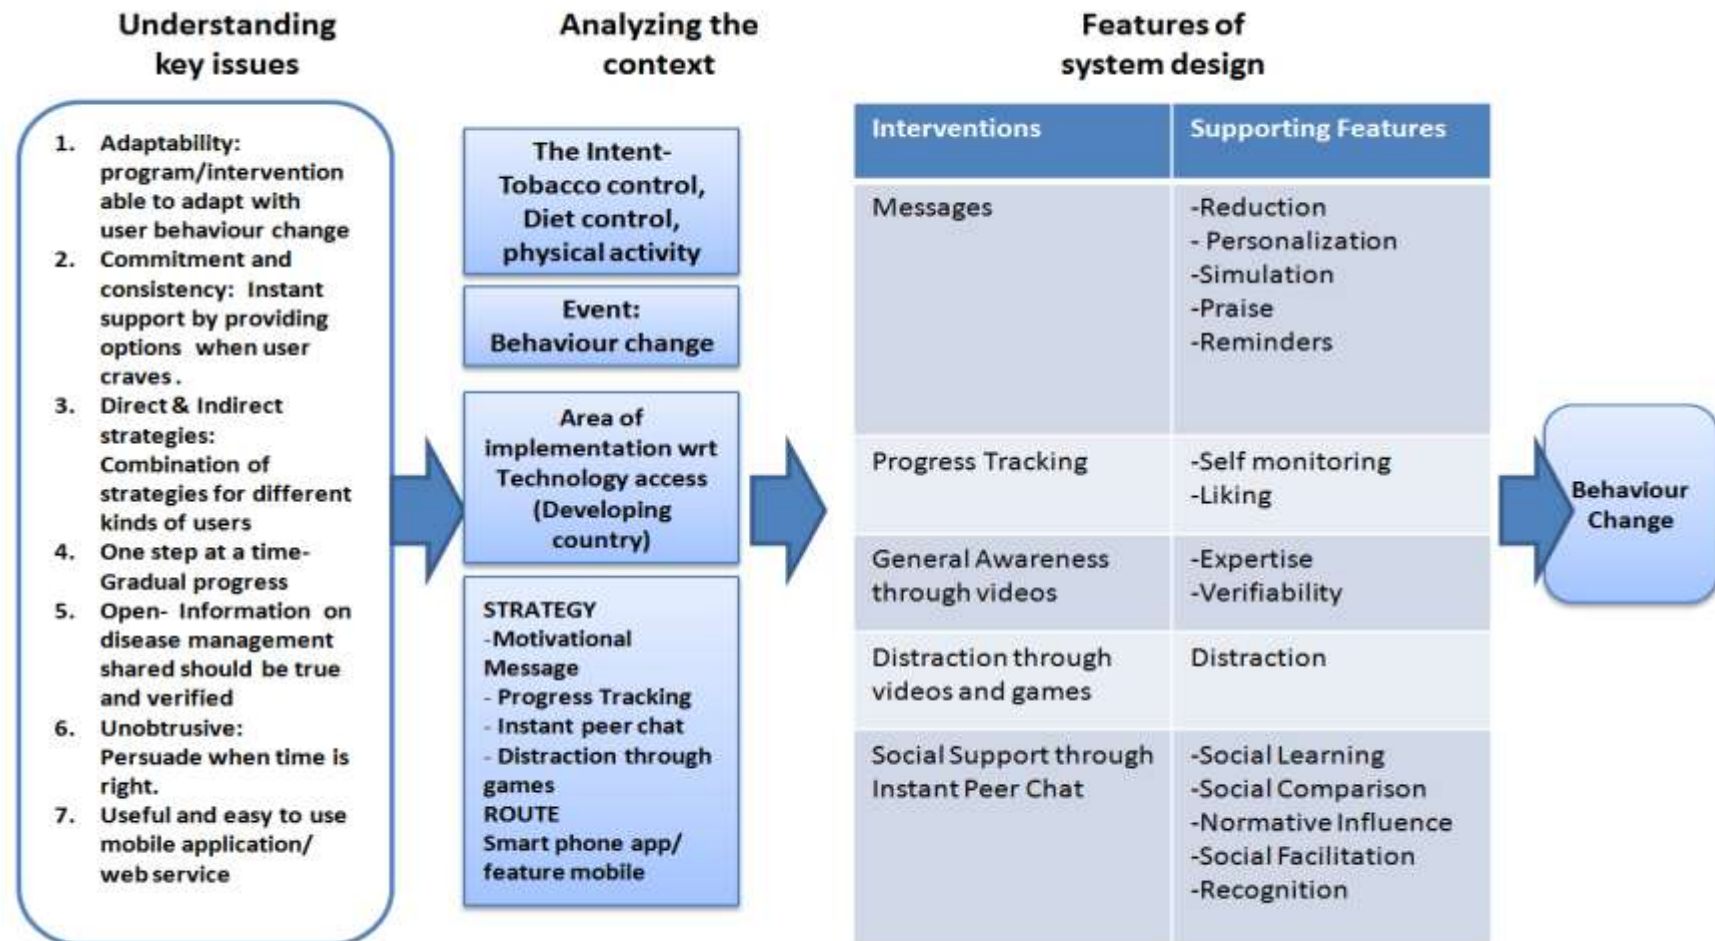 Understanding
key issues
1. Adaptability:
program/intervention
able to adapt with
user behaviour change
2. Commitment and
consistency: Instant
support by providing
options when user
craves.
3. Direct & Indirect
strategies:
Combination of
strategies for different
kinds of users
4. One step at a time-
Gradual progress
5. Open- Information on
disease management
shared should be true
and verified
6. Unobtrusive:
Persuade when time is
right.
7. Useful and easy to use
mobile application/
web service
Analyzing the
context
The Intent-
Tobacco control,
Diet control,
physical activity
Event:
Behaviour change
Area of
implementation wrt
Technology access
(Developing
country)
STRATEGY
-Motivational
Message
- Progress Tracking
- Instant peer chat
- Distraction through
games
ROUTE
Smart phone app/
feature mobile
Features of
system design
Interventions
Supporting Features
Messages
-Reduction
- Personalization
-Simulation
-Praise
-Reminders
Progress Tracking
-Self monitoring
-Liking
General Awareness
through videos
-Expertise
-Verifiability
Distraction through
videos and games
Distraction
Social Support through
Instant Peer Chat
-Social Learning
-Social Comparison
-Normative Influence
-Social Facilitation
-Recognition
Behaviour
Change